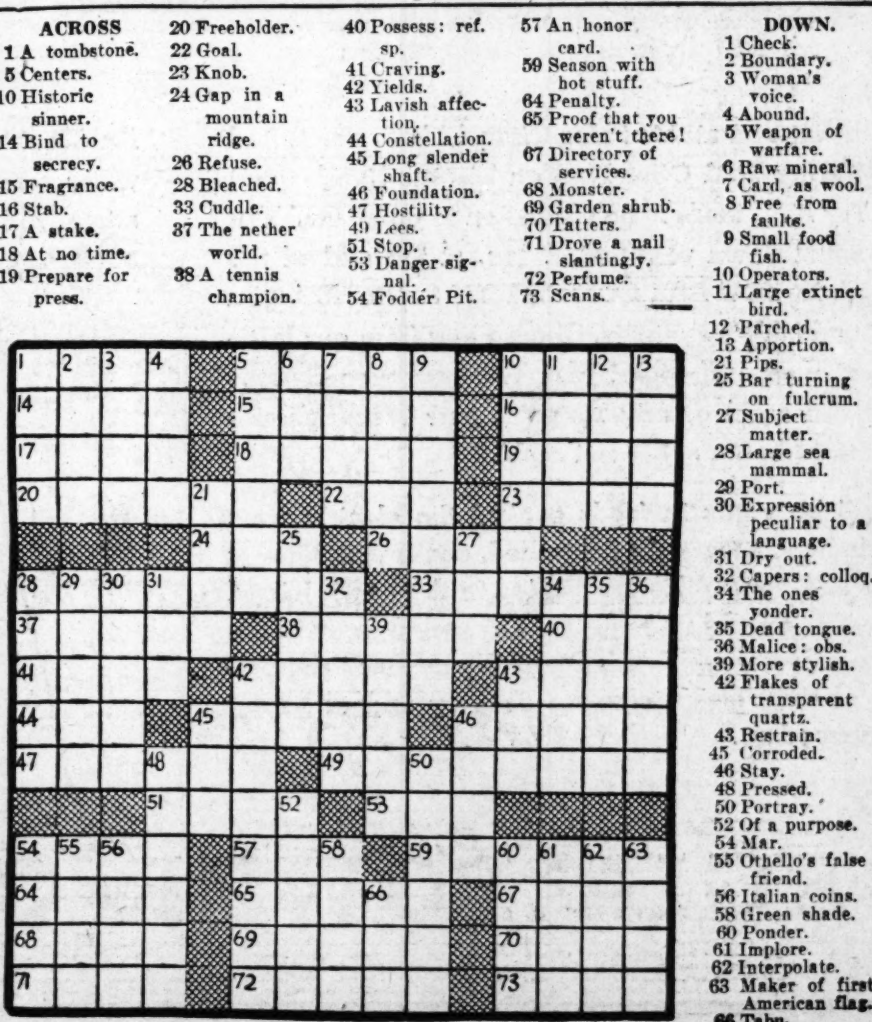 ACROSS
1 A tombstone.
5 Centers.
10 Historic
sinner.
14 Bind to
secrecy.
15 Fragrance.
16 Stab.
17 A stake.
18 At no time.
19 Prepare for
press.
20 Freeholder.
22 Goal.
23 Knob.
24 Gap in a
mountain
ridge.
26 Refuse.
28 Bleached.
33 Cuddle.
37 The nether
world.
38 A tennis
champion.
40 Possess: ref.
sp.
41 Craving.
42 Yields.
43 Lavish affec-
tion.
44 Constellation.
45 Long slender
shaft.
46 Foundation.
47 Hostility.
49 Lees.
51 Stop.
53 Danger sig-
nal.
54 Fodder Pit.
57 An honor
card.
59 Season with
hot stuff.
64 Penalty.
65 Proof that you
weren't there!
67 Directory of
services.
68 Monster.
69 Garden shrub.
70 Tatters.
71 Drove a nail
slantingly.
72 Perfume.
73 Scans.
DOWN.
1 Check.
2 Boundary.
3 Woman's
voice.
4 Abound.
5 Weapon of
warfare.
6 Raw mineral.
7 Card, as wool.
8 Free from
faults.
9 Small food
fish.
10 Operators.
11 Large extinct
bird.
12 Parched.
13 Apportion.
21 Pips.
25 Bar turning
on fulcrum.
27 Subject
matter.
28 Large sea
mammal.
29 Port.
30 Expression
peculiar to a
language.
31 Dry out.
32 Capers: colloq.
34 The ones
yonder.
35 Dead tongue.
36 Malice: obs.
39 More stylish.
42 Flakes of
transparent
quartz.
43 Restrain.
45 Corroded.
46 Stay.
48 Pressed.
50 Portray.
52 Of a purpose.
54 Mar.
55 Othello's false
friend.
56 Italian coins.
58 Green shade.
60 Ponder.
61 Implore.
62 Interpolate.
63 Maker of first
American flag.
66 Tabu.
1 2 3 4 5 6 7 8 9 10 11 12 13
14 15 16
17 18 19
20 21 22 23
24 25 26 27
28 29 30 31 32 33 34 35 36
37 38 39 40
41 42 43
44 45 46
47 48 49 50
51 52 53
54 55 56 57 58 59 60 61 62 63
64 65 66 67
68 69 70
71 72 73